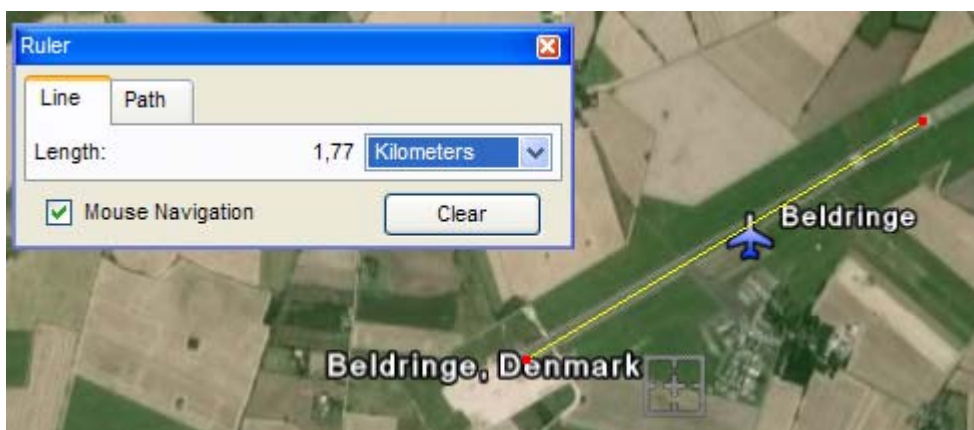 Ruler
Line Path
Length: 1,77 Kilometers
Mouse Navigation Clear
Beldringe
Beldringe, Denmark